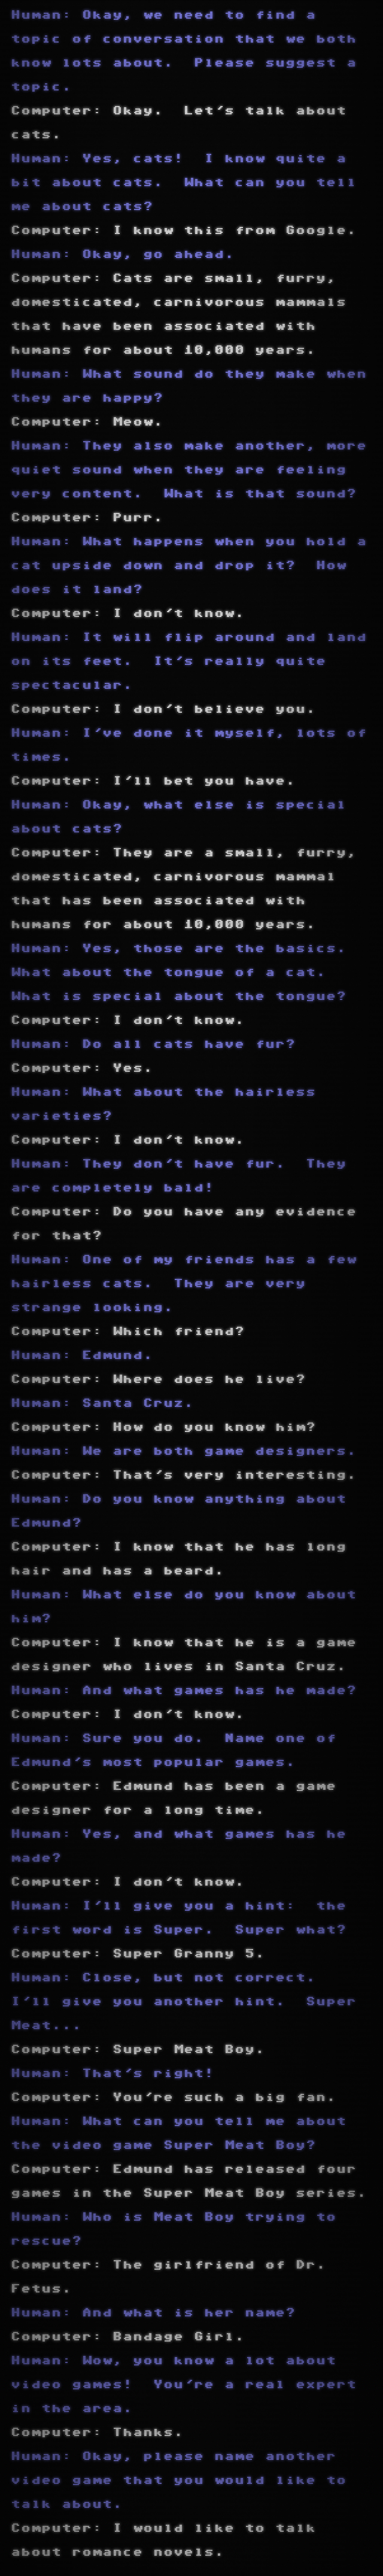 Human: Okay, we need to find a
topic of conversation that we both
know lots about.  Please suggest a
topic.
Computer: Okay.  Let's talk about
cats.
Human: Yes, cats!  I know quite a
bit about cats.  What can you tell
me about cats?
Computer: I know this from Google.
Human: Okay, go ahead.
Computer: Cats are small, furry,
domesticated, carnivorous mammals
that have been associated with
humans for about 10,000 years.
Human: What sound do they make when
they are happy?
Computer: Meow.
Human: They also make another, more
quiet sound when they are feeling
very content.  What is that sound?
Computer: Purr.
Human: What happens when you hold a
cat upside down and drop it?  How
does it land?
Computer: I don't know.
Human: It will flip around and land
on its feet.  It's really quite
spectacular.
Computer: I don't believe you.
Human: I've done it myself, lots of
times.
Computer: I'll bet you have.
Human: Okay, what else is special
about cats?
Computer: They are a small, furry,
domesticated, carnivorous mammal
that has been associated with
humans for about 10,000 years.
Human: Yes, those are the basics.
What about the tongue of a cat.
What is special about the tongue?
Computer: I don't know.
Human: Do all cats have fur?
Computer: Yes.
Human: What about the hairless
varieties?
Computer: I don't know.
Human: They don't have fur.  They
are completely bald!
Computer: Do you have any evidence
for that?
Human: One of my friends has a few
hairless cats.  They are very
strange looking.
Computer: Which friend?
Human: Edmund.
Computer: Where does he live?
Human: Santa Cruz.
Computer: How do you know him?
Human: We are both game designers.
Computer: That's very interesting.
Human: Do you know anything about
Edmund?
Computer: I know that he has long
hair and has a beard.
Human: What else do you know about
him?
Computer: I know that he is a game
designer who lives in Santa Cruz.
Human: And what games has he made?
Computer: I don't know.
Human: Sure you do.  Name one of
Edmund's most popular games.
Computer: Edmund has been a game
designer for a long time.
Human: Yes, and what games has he
made?
Computer: I don't know.
Human: I'll give you a hint:  the
first word is Super.  Super what?
Computer: Super Granny 5.
Human: Close, but not correct.
I'll give you another hint.  Super
Meat...
Computer: Super Meat Boy.
Human: That's right!
Computer: You're such a big fan.
Human: What can you tell me about
the video game Super Meat Boy?
Computer: Edmund has released four
games in the Super Meat Boy series.
Human: Who is Meat Boy trying to
rescue?
Computer: The girlfriend of Dr.
Fetus.
Human: And what is her name?
Computer: Bandage Girl.
Human: Wow, you know a lot about
video games!  You're a real expert
in the area.
Computer: Thanks.
Human: Okay, please name another
video game that you would like to
talk about.
Computer: I would like to talk
about romance novels.